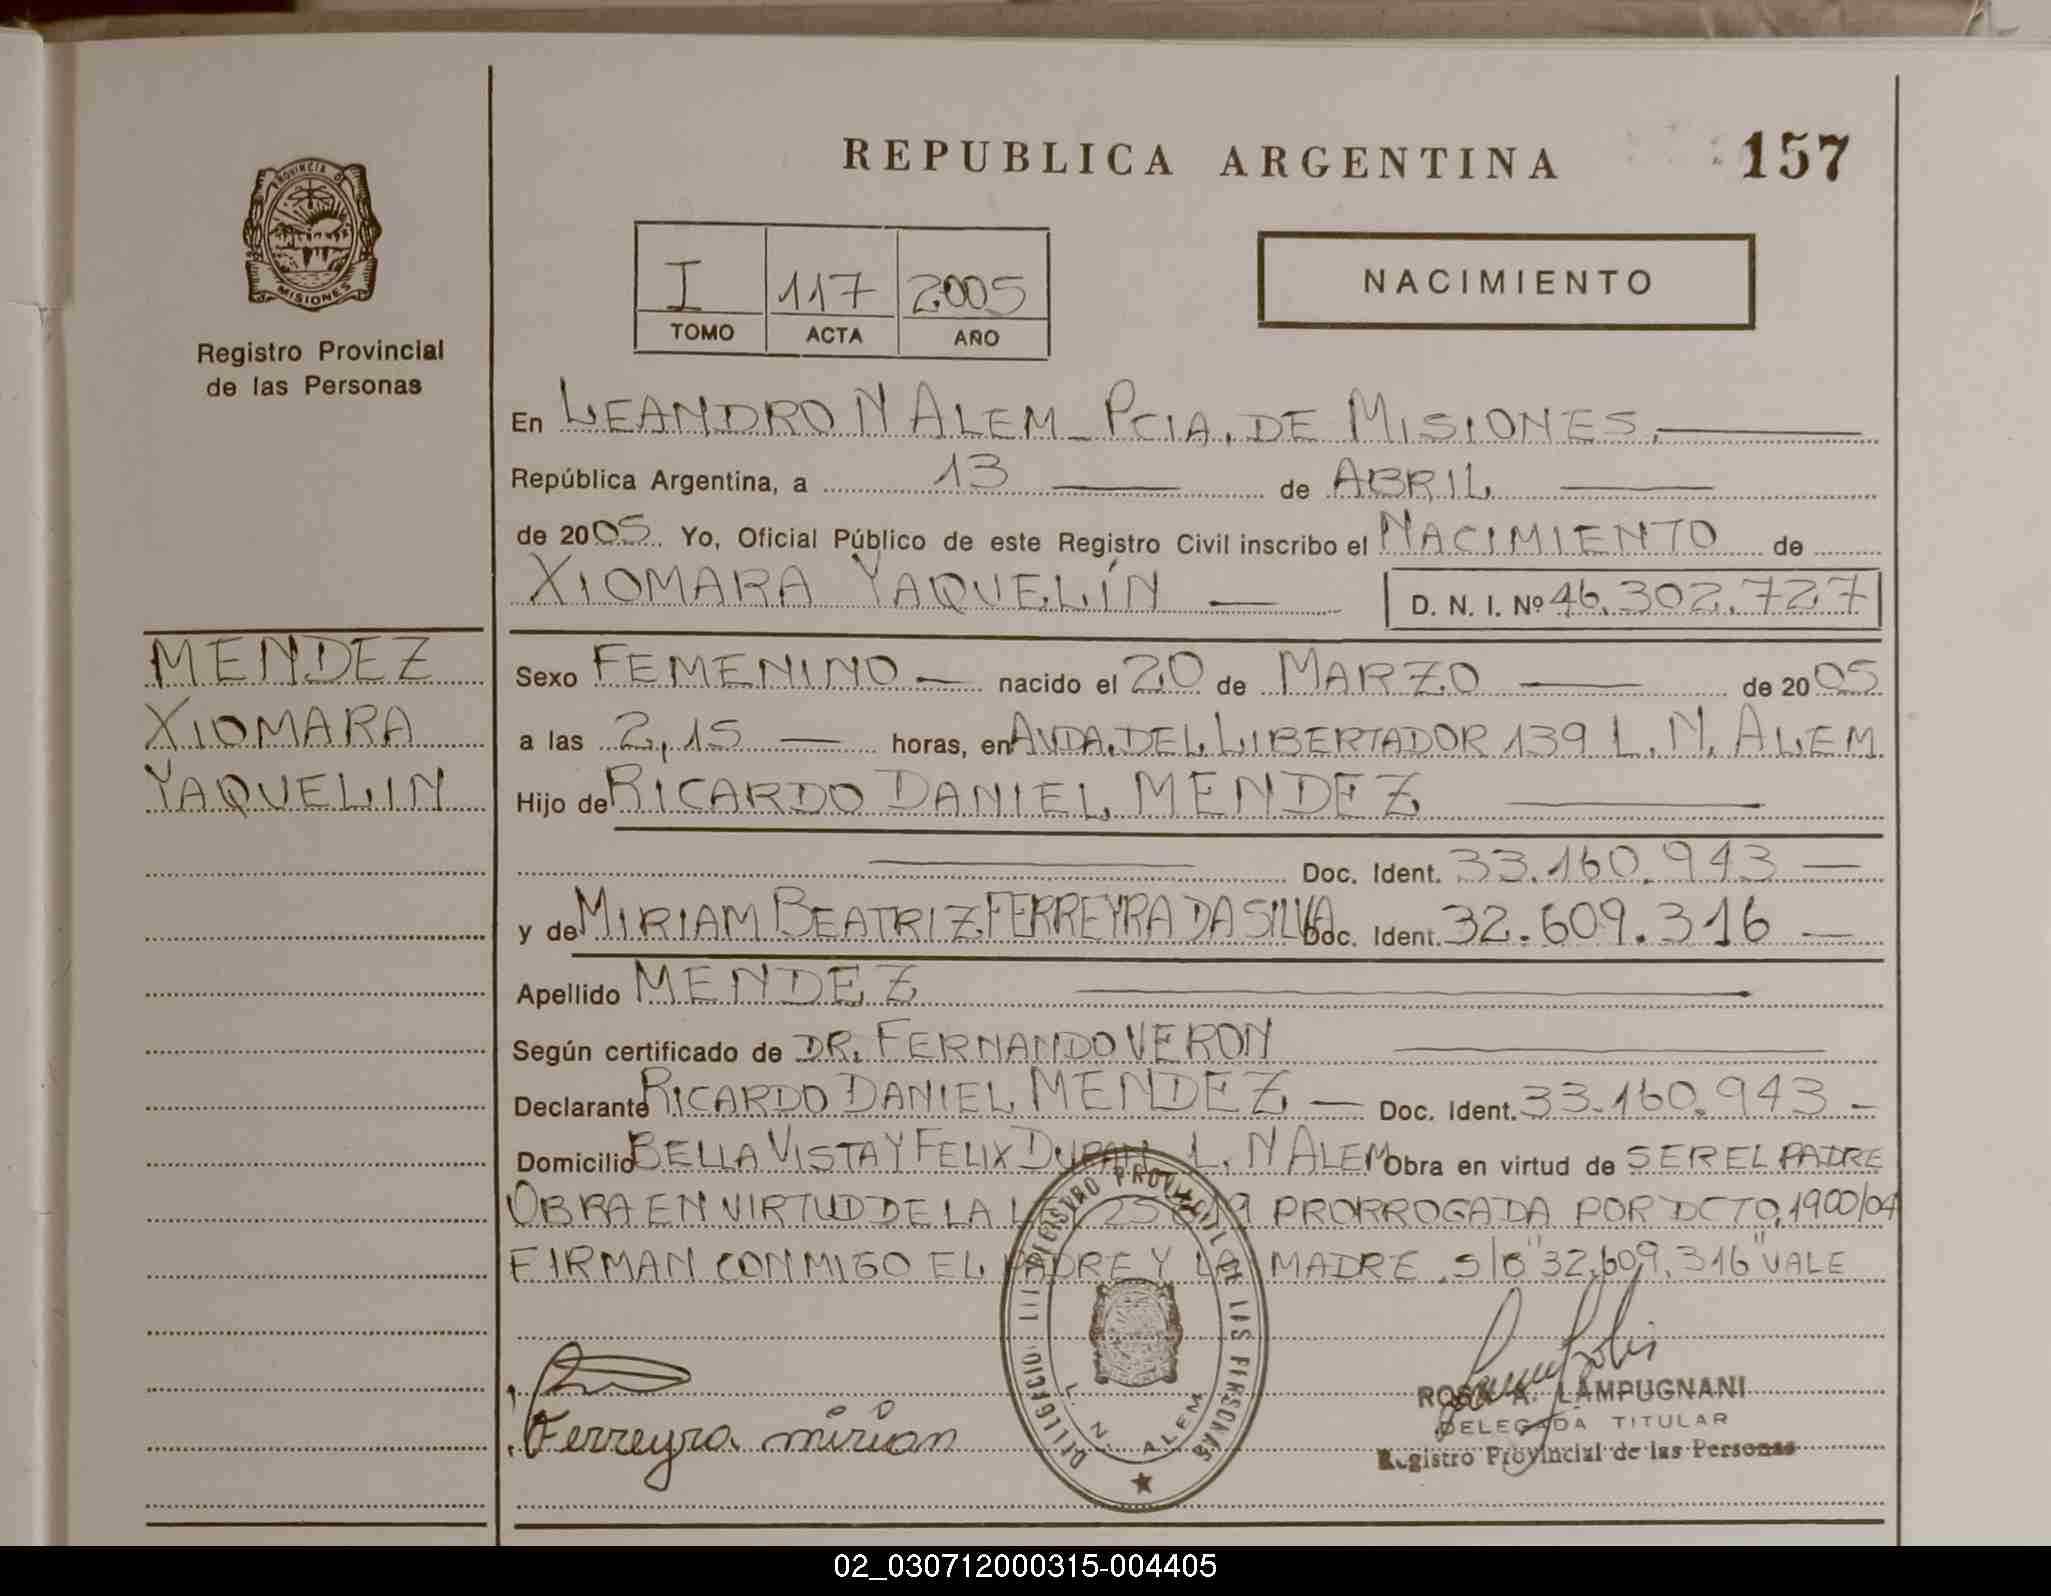 REPUBLICA ARGENTINA
157
PROVINCIA D
MISIONES
Registro Provincial
de las Personas
I 117 2005
TOMO ACTA AÑO
NACIMIENTO
En LEANDRO N ALEM - PCIA. DE MISIONES.
República Argentina, a 13 de ABRIL
de 2005. Yo, Oficial Público de este Registro Civil inscribo el NACIMIENTO de
XIOMARA YAQUELÍN D. N. I. Nº 46.302.727
MENDEZ
XIOMARA
YAQUELIN
Sexo FEMENINO nacido el 20 de MARZO de 2005
a las 2,15 horas, en AVDA. DEL LIBERTADOR 139 L. N. ALEM
Hijo de RICARDO DANIEL MENDEZ
Doc. Ident. 33.160.943
y de MIRIAM BEATRIZ FERREYRA DA SILVA Doc. Ident. 32.609.316
Apellido MENDEZ
Según certificado de DR. FERNANDO VERON
Declarante RICARDO DANIEL MENDEZ Doc. Ident. 33.160.943
Domicilio BELLA VISTA Y FELIX DURAN L. N ALEM Obra en virtud de SER EL PADRE
OBRA EN VIRTUD DE LA PRORROGADA POR DCTO. 1900/04
FIRMAN CONMIGO EL PADRE Y LA MADRE. S/B "32.609.316" VALE
L. N. ALEM
Ferreyra mirian
ROSA A. LAMPUGNANI
DELEGADA TITULAR
Registro Provincial de las Personas
02_030712000315-004405